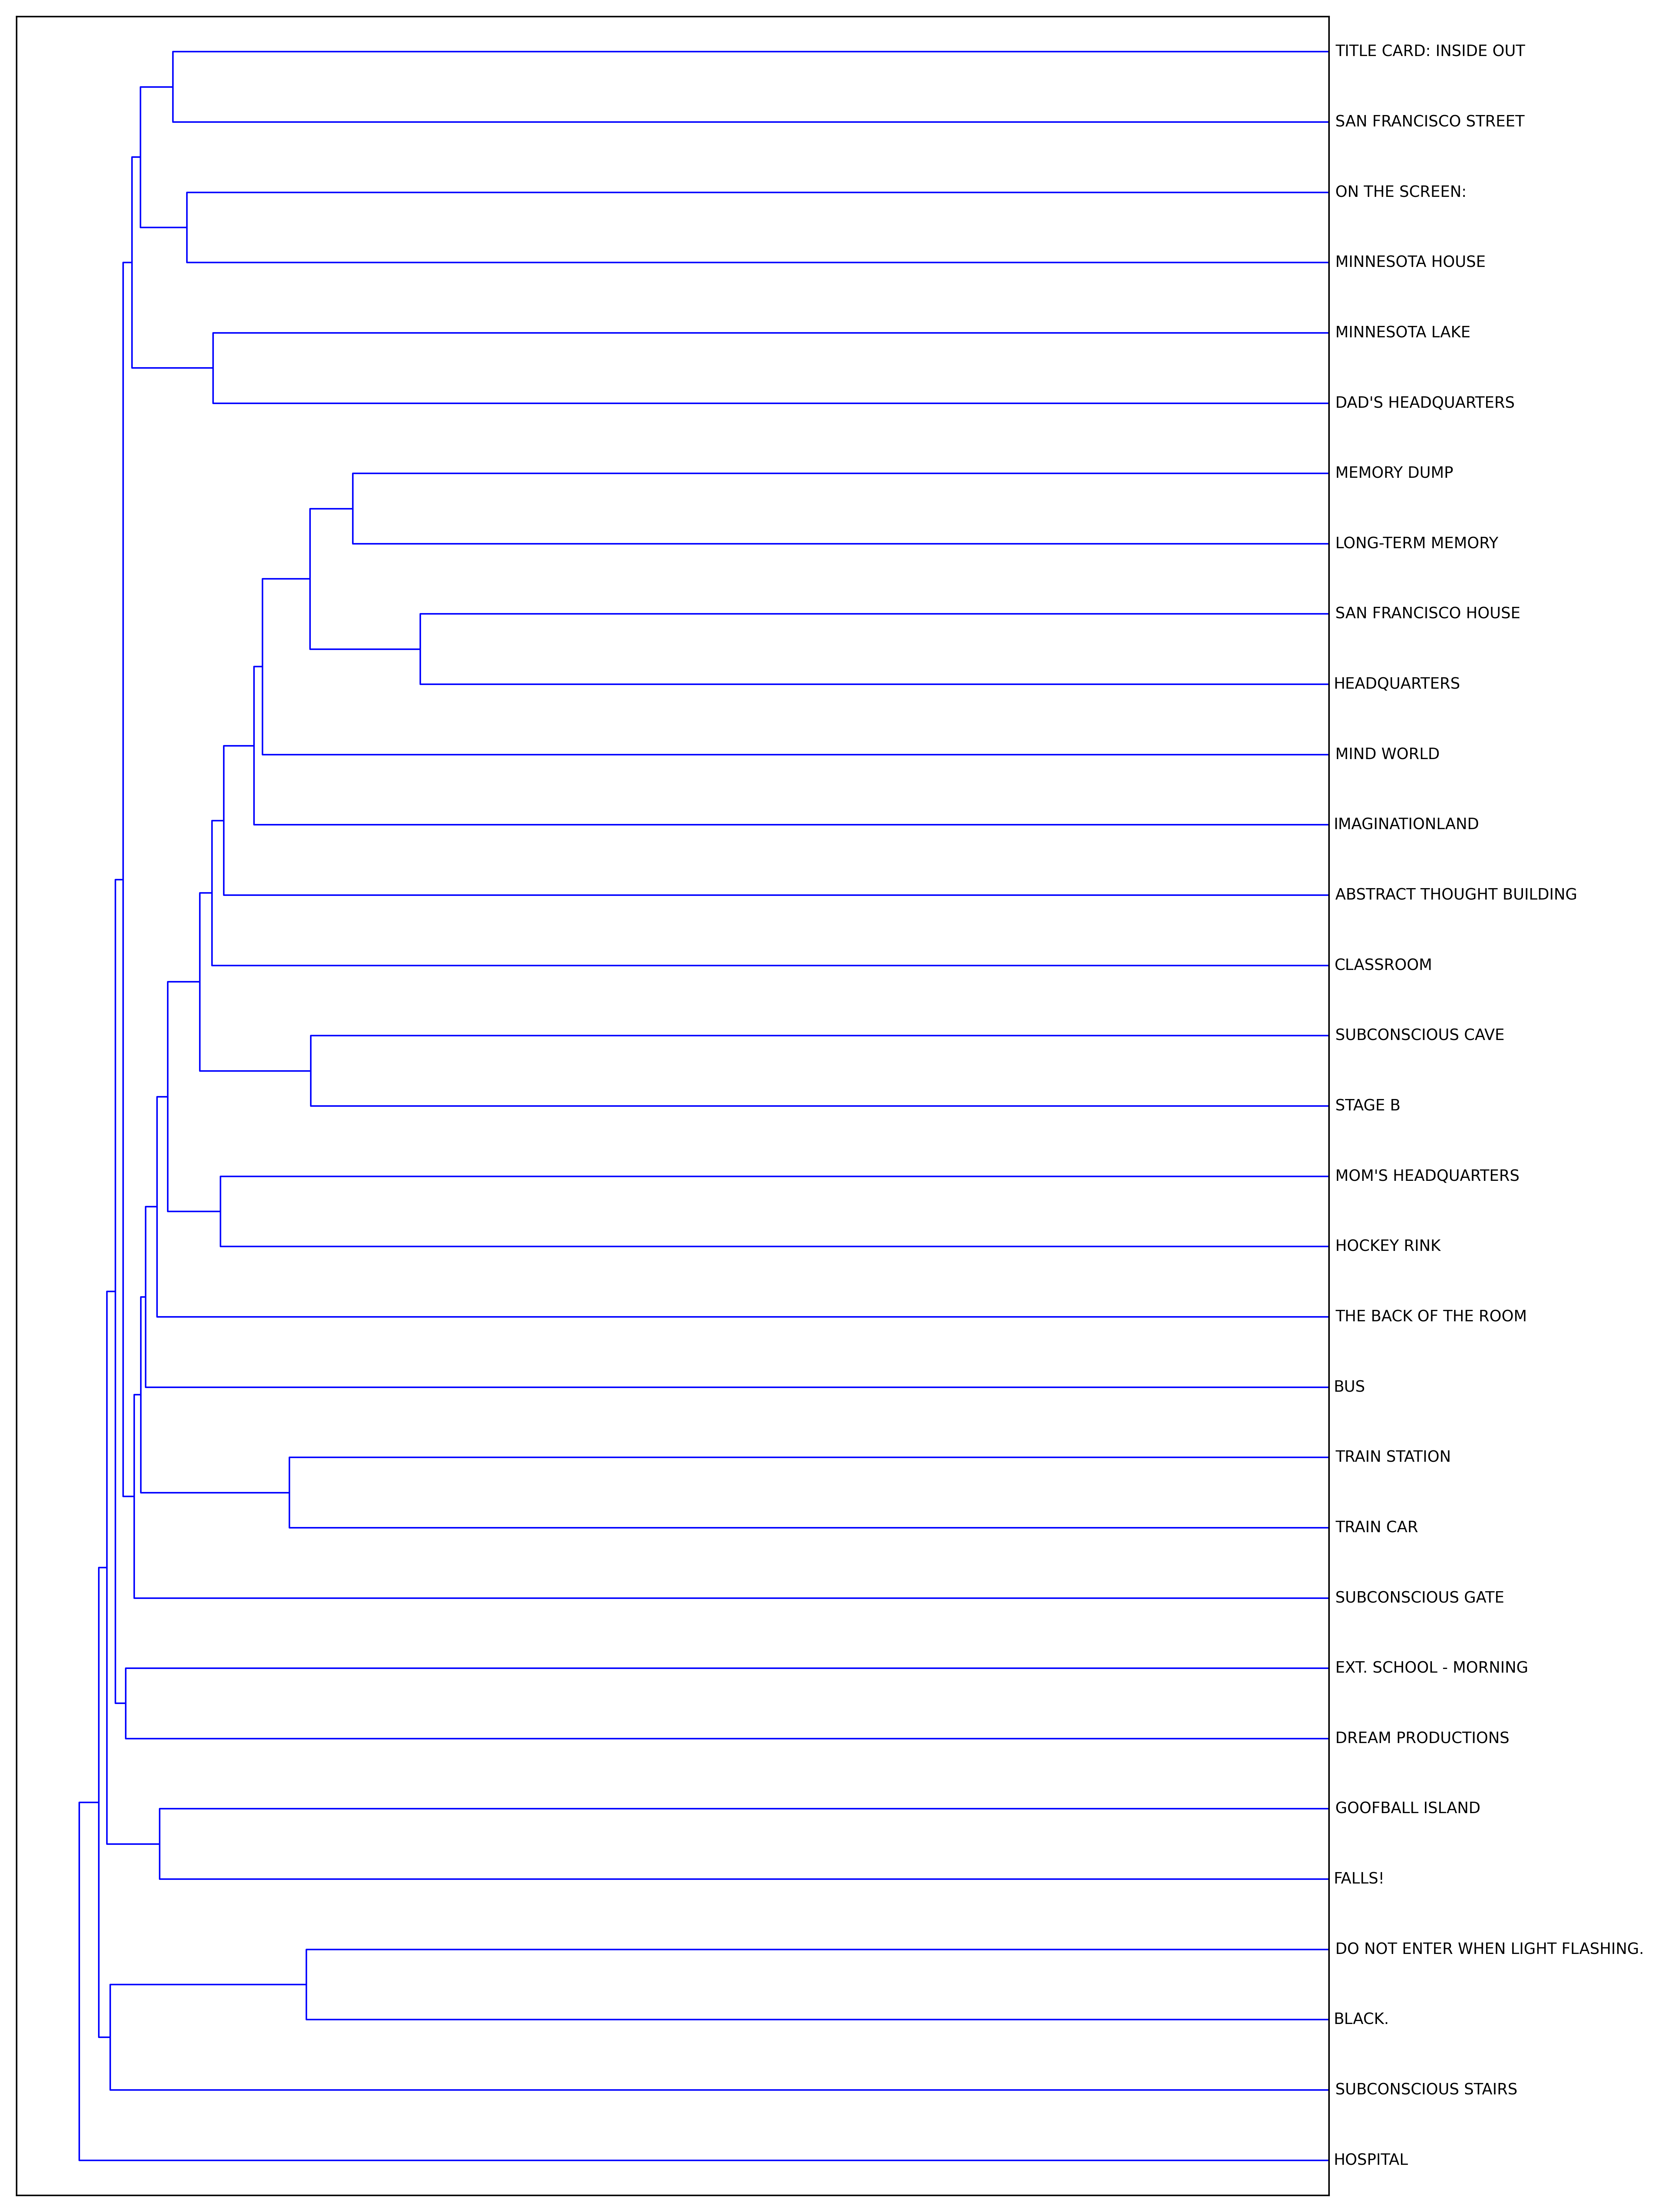 TITLE CARD: INSIDE OUT
SAN FRANCISCO STREET
ON THE SCREEN:
MINNESOTA HOUSE
MINNESOTA LAKE
DAD'S HEADQUARTERS
MEMORY DUMP
LONG-TERM MEMORY
SAN FRANCISCO HOUSE
HEADQUARTERS
MIND WORLD
IMAGINATIONLAND
ABSTRACT THOUGHT BUILDING
CLASSROOM
SUBCONSCIOUS CAVE
STAGE B
MOM'S HEADQUARTERS
HOCKEY RINK
THE BACK OF THE ROOM
BUS
TRAIN STATION
TRAIN CAR
SUBCONSCIOUS GATE
EXT. SCHOOL - MORNING
DREAM PRODUCTIONS
GOOFBALL ISLAND
FALLS!
DO NOT ENTER WHEN LIGHT FLASHING.
BLACK.
SUBCONSCIOUS STAIRS
HOSPITAL